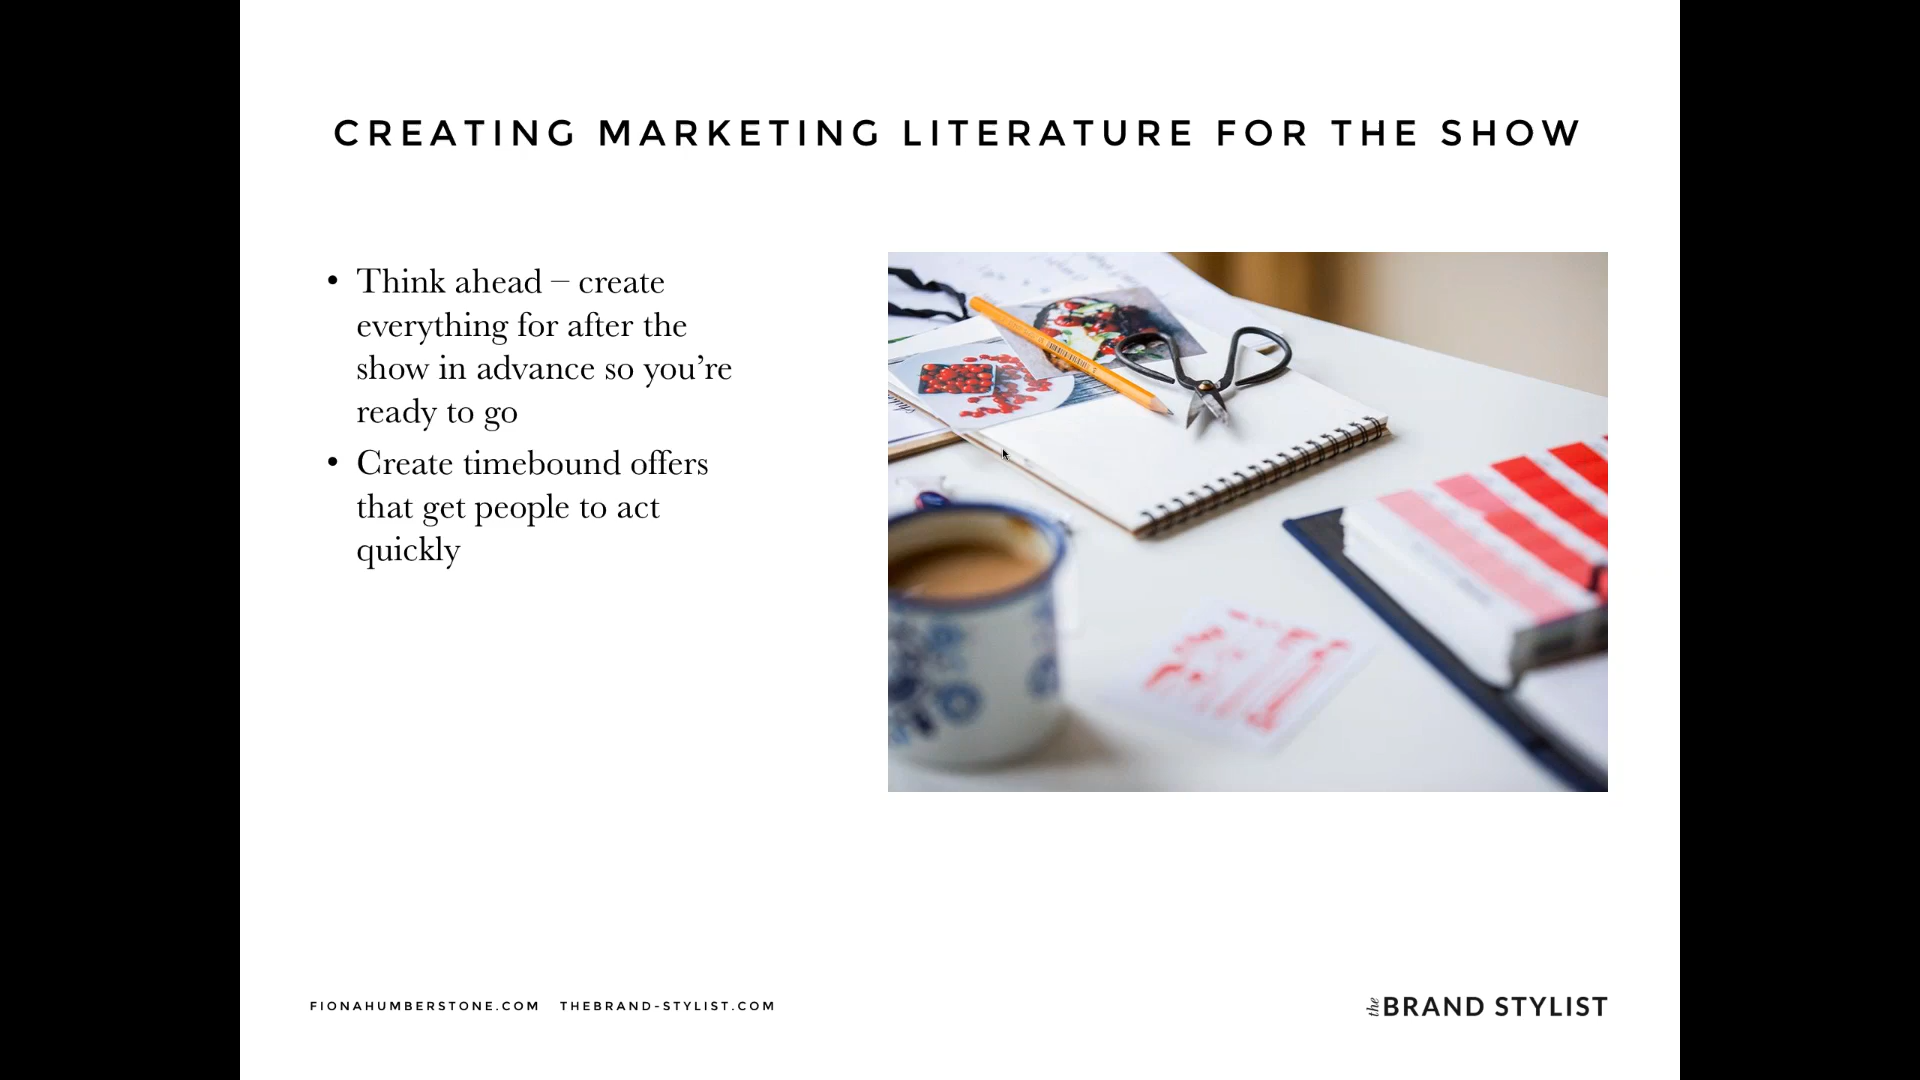 CREATING MARKETING LITERATURE FOR THE SHOW
• Think ahead – create
everything for after the
show in advance so you’re
ready to go
• Create timebound offers
that get people to act
quickly
FIONAHUMBERSTONE.COM THEBRAND-STYLIST.COM
the BRAND STYLIST